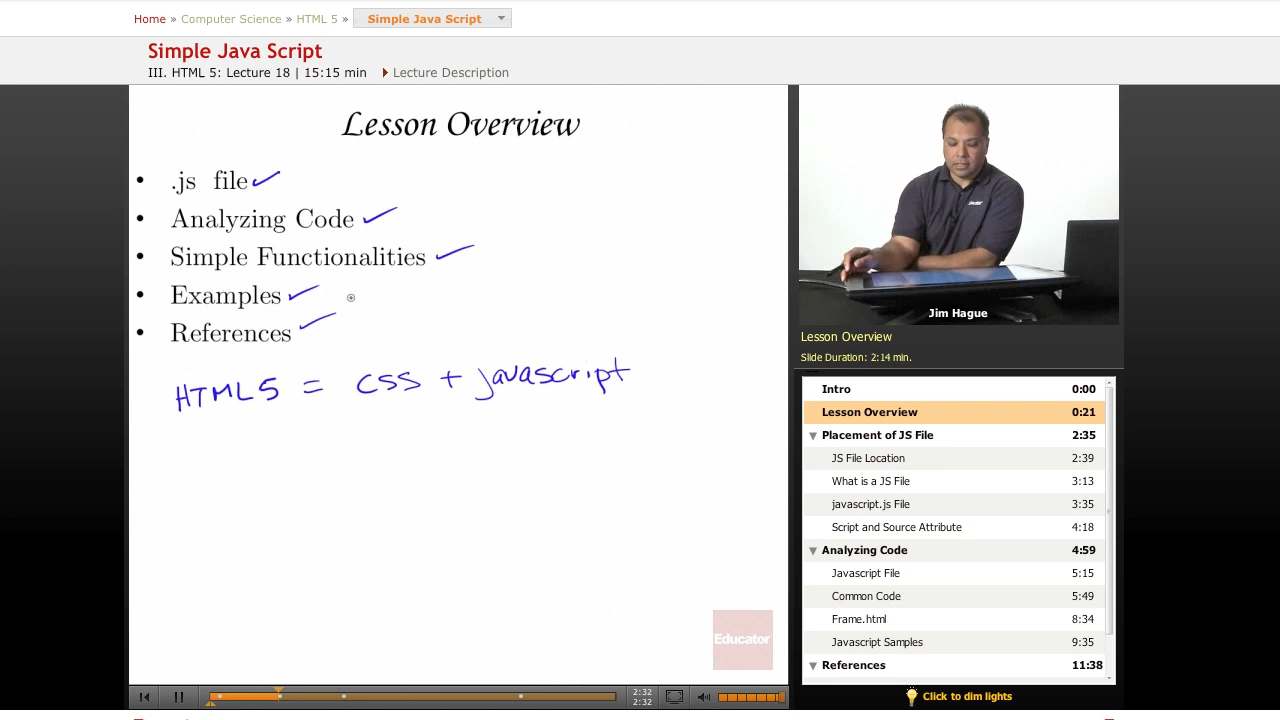 Home » Computer Science » HTML 5 » Simple Java Script
Simple Java Script
III. HTML 5: Lecture 18 | 15:15 min Lecture Description
Lesson Overview
• .js file
• Analyzing Code
• Simple Functionalities
• Examples
• References
HTML5 = CSS + javascript
Educator
2:32
2:32
Jim Hague
Lesson Overview
Slide Duration: 2:14 min.
Intro 0:00
Lesson Overview 0:21
Placement of JS File 2:35
JS File Location 2:39
What is a JS File 3:13
javascript.js File 3:35
Script and Source Attribute 4:18
Analyzing Code 4:59
Javascript File 5:15
Common Code 5:49
Frame.html 8:34
Javascript Samples 9:35
References 11:38
Click to dim lights